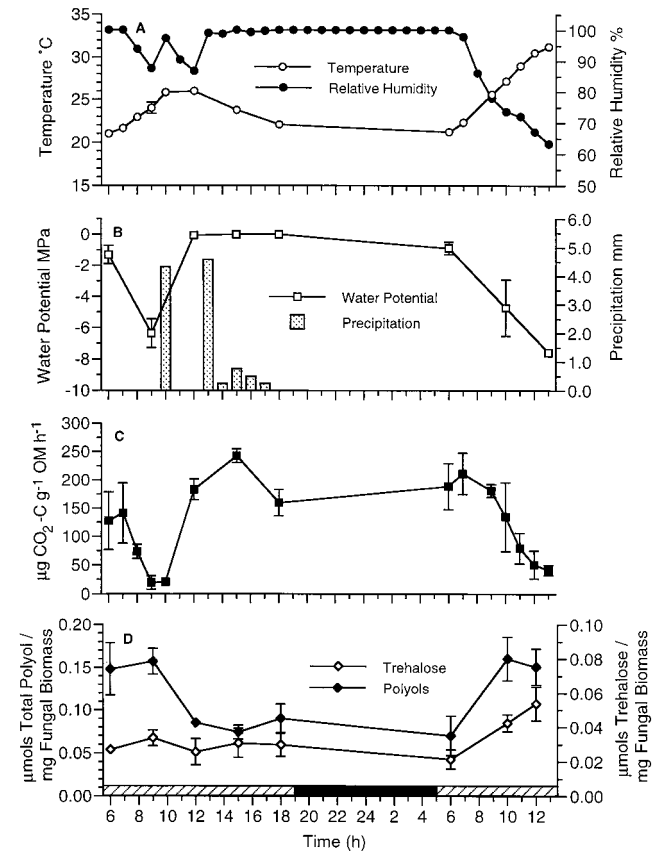 A
Temperature °C
35
30
25
20
15
Temperature
Relative Humidity
100
90
80
70
60
50
Relative Humidity %
B
Water Potential MPa
0
-2
-4
-6
-8
-10
Water Potential
Precipitation
6.0
5.0
4.0
3.0
2.0
1.0
0.0
Precipitation mm
C
µg CO2-C g-1 OM h-1
300
250
200
150
100
50
0
D
µmols Total Polyol /
mg Fungal Biomass
0.20
0.15
0.10
0.05
0.00
Trehalose
Polyols
0.10
0.08
0.06
0.04
0.02
0.00
µmols Trehalose /
mg Fungal Biomass
6 8 10 12 14 16 18 20 22 24 2 4 6 8 10 12
Time (h)